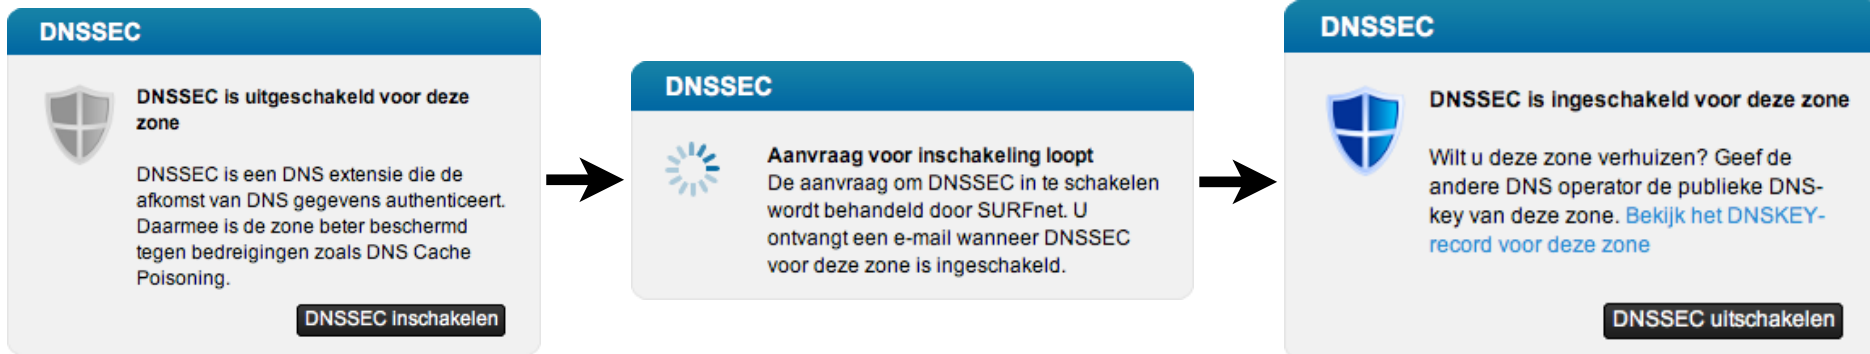 DNSSEC
DNSSEC is uitgeschakeld voor deze
zone
DNSSEC is een DNS extensie die de
afkomst van DNS gegevens authenticeert.
Daarmee is de zone beter beschermd
tegen bedreigingen zoals DNS Cache
Poisoning.
DNSSEC inschakelen
DNSSEC
Aanvraag voor inschakeling loopt
De aanvraag om DNSSEC in te schakelen
wordt behandeld door SURFnet. U
ontvangt een e-mail wanneer DNSSEC
voor deze zone is ingeschakeld.
DNSSEC
DNSSEC is ingeschakeld voor deze zone
Wilt u deze zone verhuizen? Geef de
andere DNS operator de publieke DNS-
key van deze zone. Bekijk het DNSKEY-
record voor deze zone
DNSSEC uitschakelen